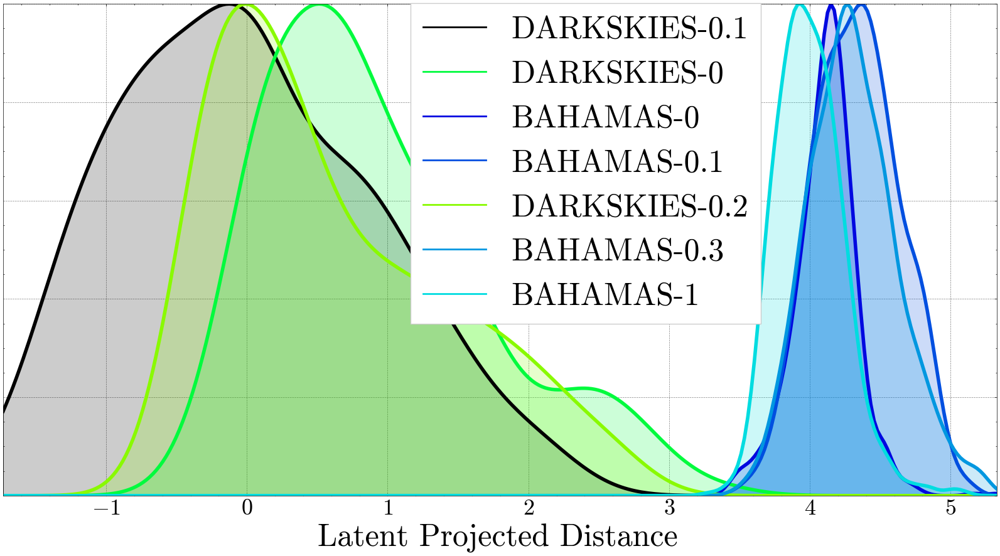 DARKSKIES-0.1
DARKSKIES-0
BAHAMAS-0
BAHAMAS-0.1
DARKSKIES-0.2
BAHAMAS-0.3
BAHAMAS-1
−1 0 1 2 3 4 5
Latent Projected Distance